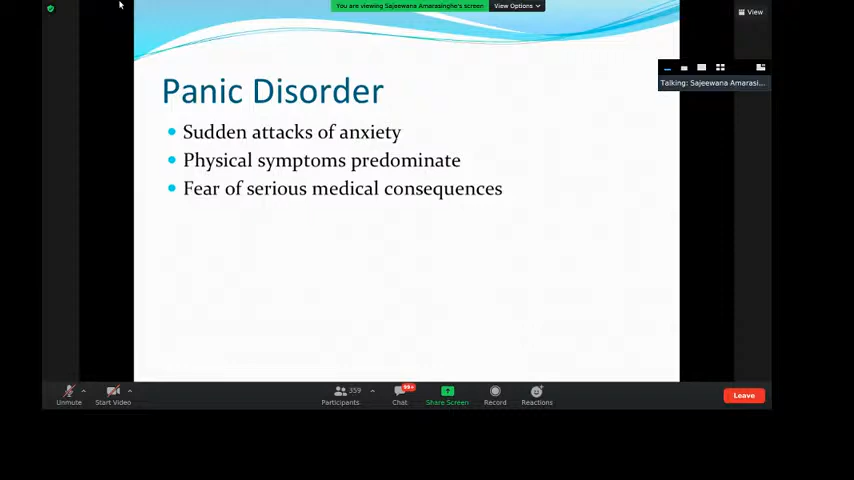 You are viewing Sajeewana Amarasinghe's screen
View Options
View
Talking: Sajeewana Amarasi...
Panic Disorder
• Sudden attacks of anxiety
• Physical symptoms predominate
• Fear of serious medical consequences
Unmute
Start Video
359
Participants
99+
Chat
Share Screen
Record
Reactions
Leave